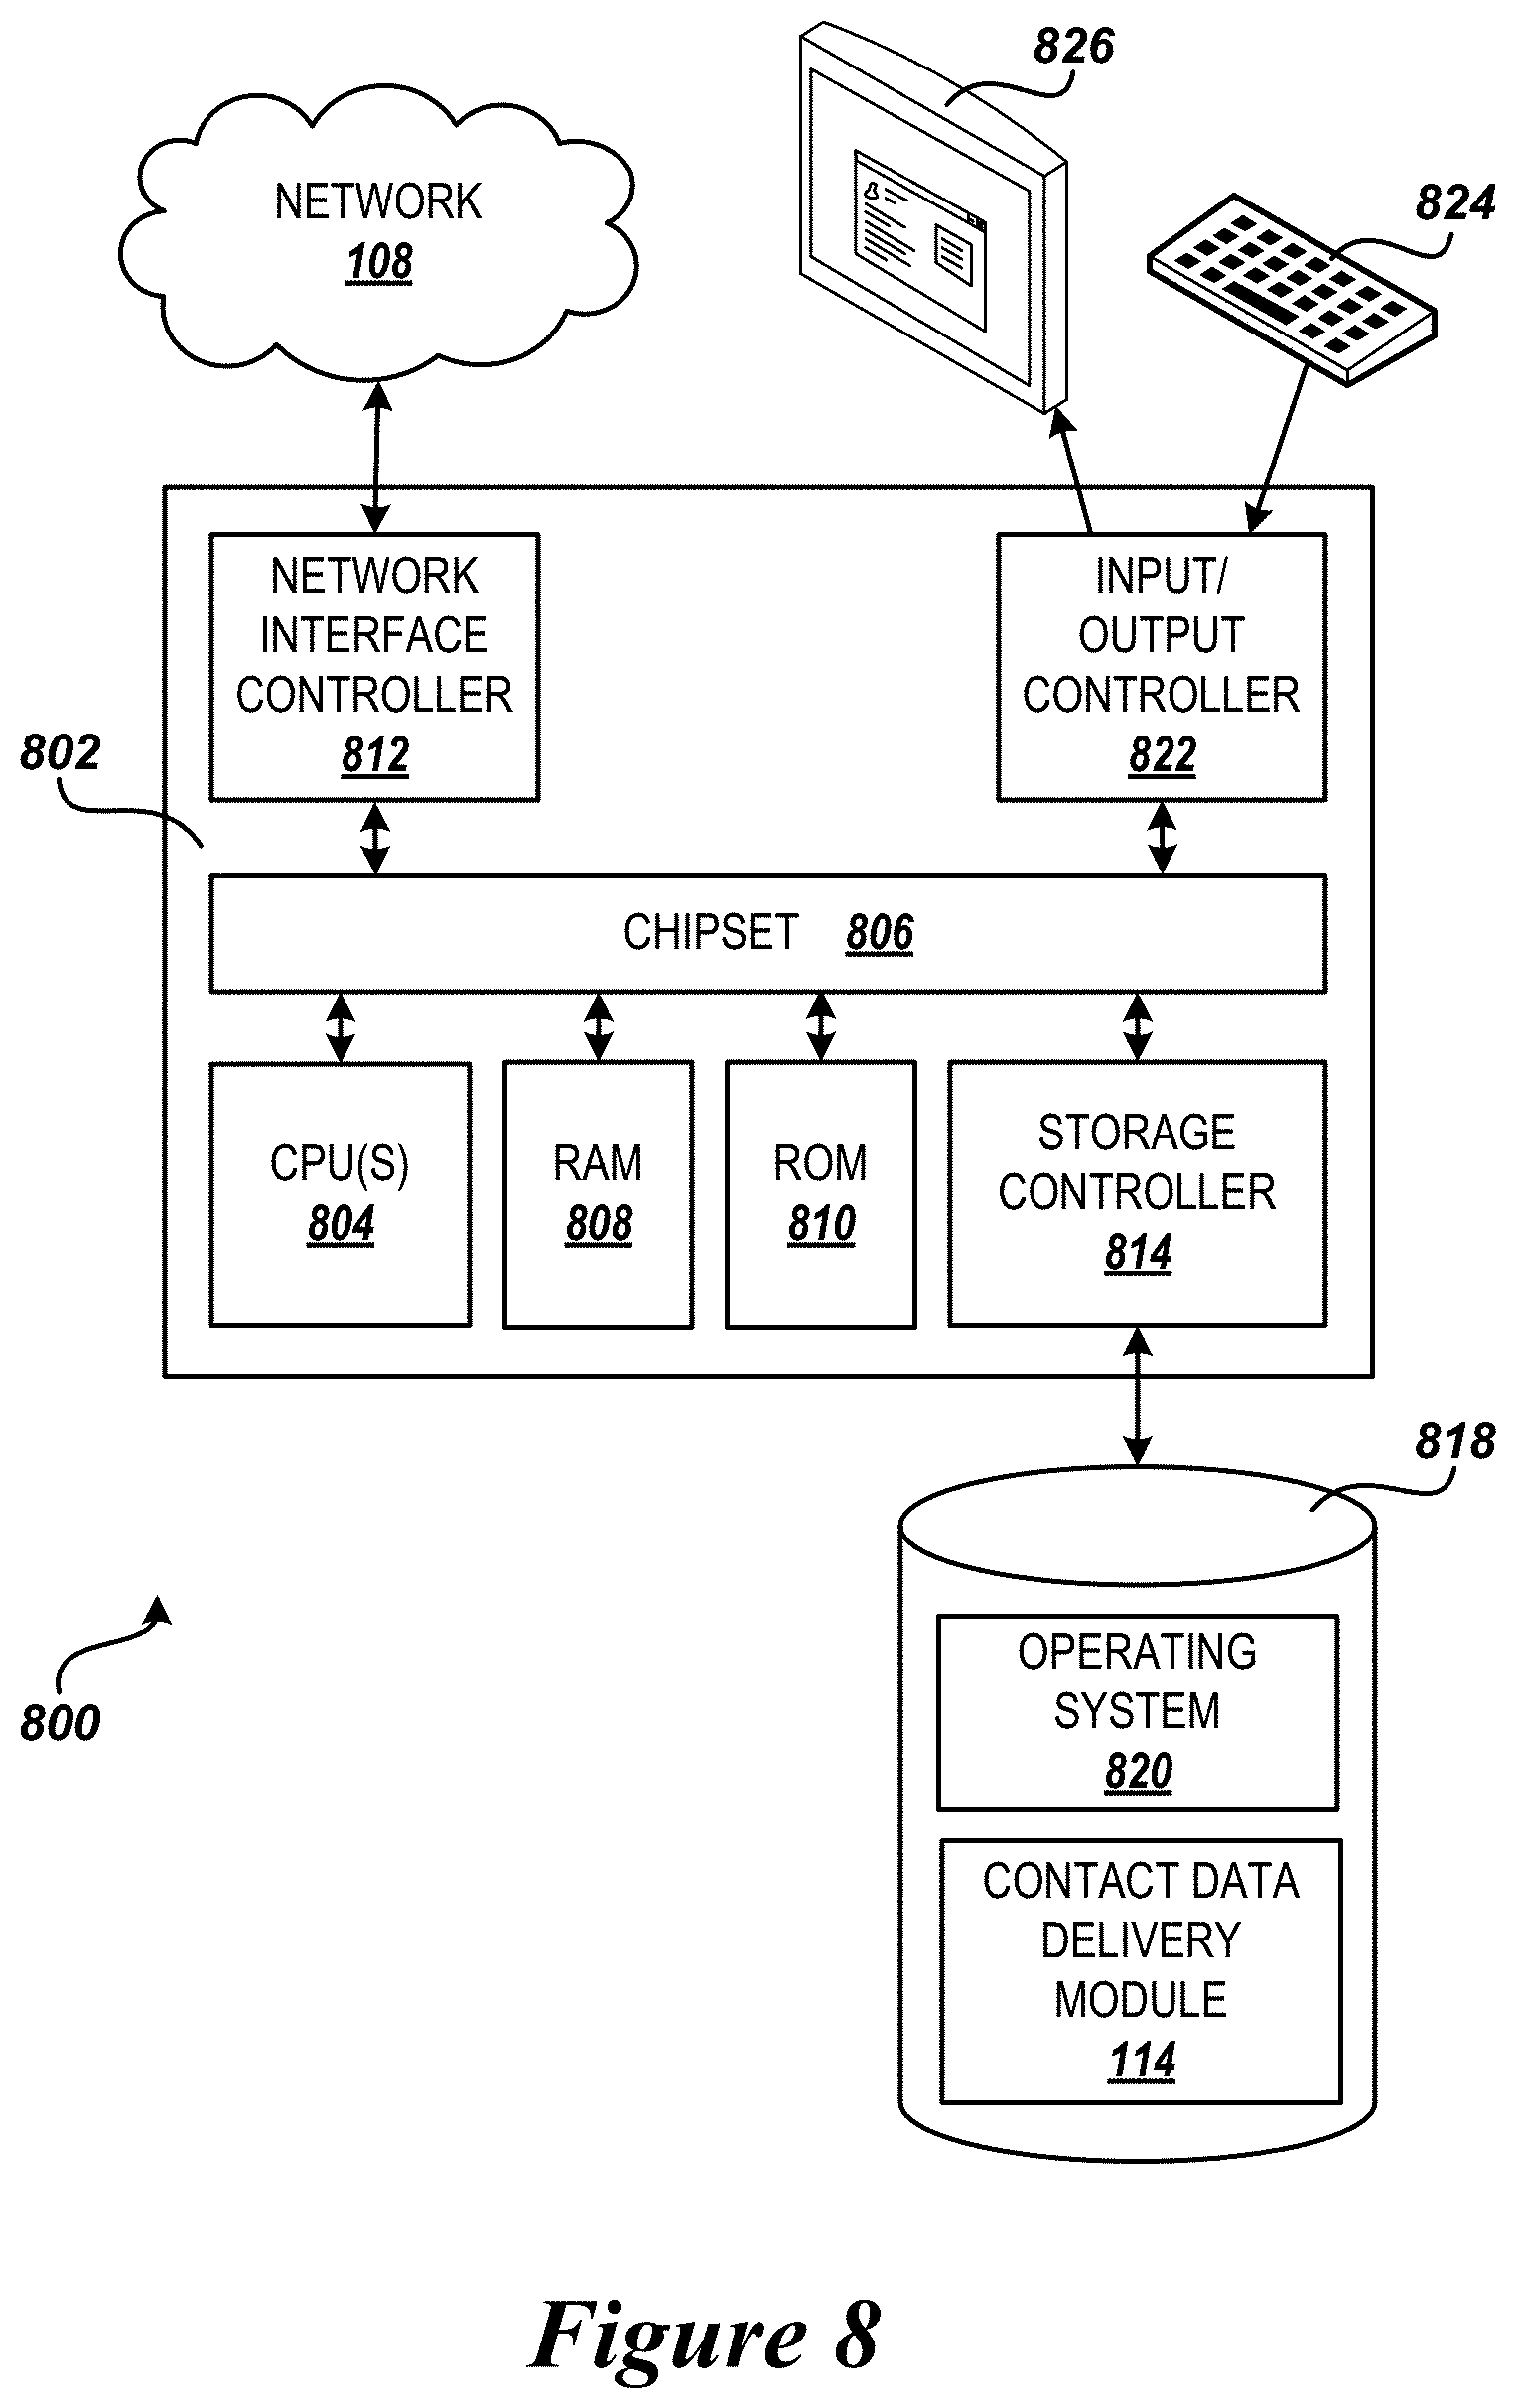 826
824
NETWORK
108
NETWORK
INTERFACE
CONTROLLER
812
INPUT/
OUTPUT
CONTROLLER
822
802
CHIPSET 806
CPU(S)
804
RAM
808
ROM
810
STORAGE
CONTROLLER
814
818
OPERATING
SYSTEM
820
CONTACT DATA
DELIVERY
MODULE
114
800
Figure 8